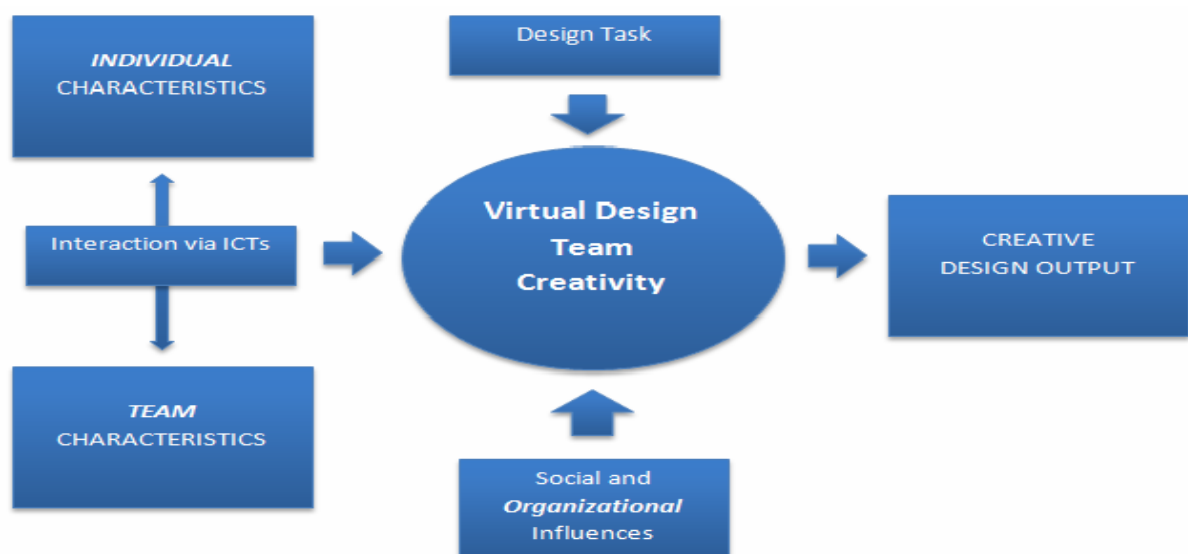 INDIVIDUAL
CHARACTERISTICS
Design Task
Interaction via ICTs
Virtual Design
Team
Creativity
CREATIVE
DESIGN OUTPUT
TEAM
CHARACTERISTICS
Social and
Organizational
Influences